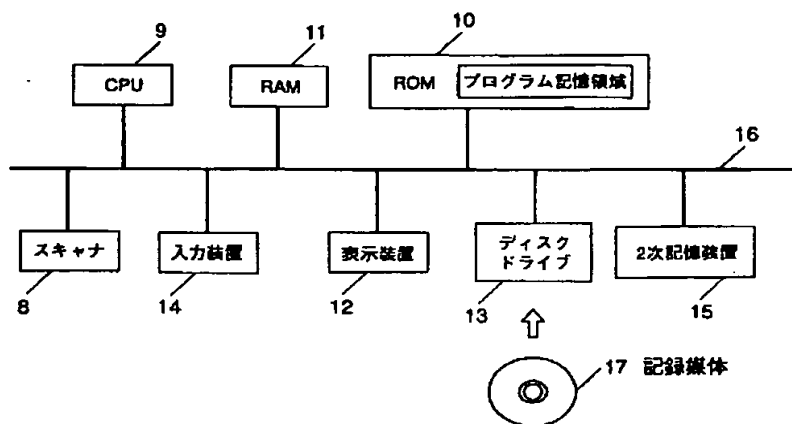 9
11
10
CPU
RAM
ROM
プログラム記憶領域
16
スキャナ
入力装置
表示装置
ディスク
ドライブ
2次記憶装置
8
14
12
13
15
17 記録媒体